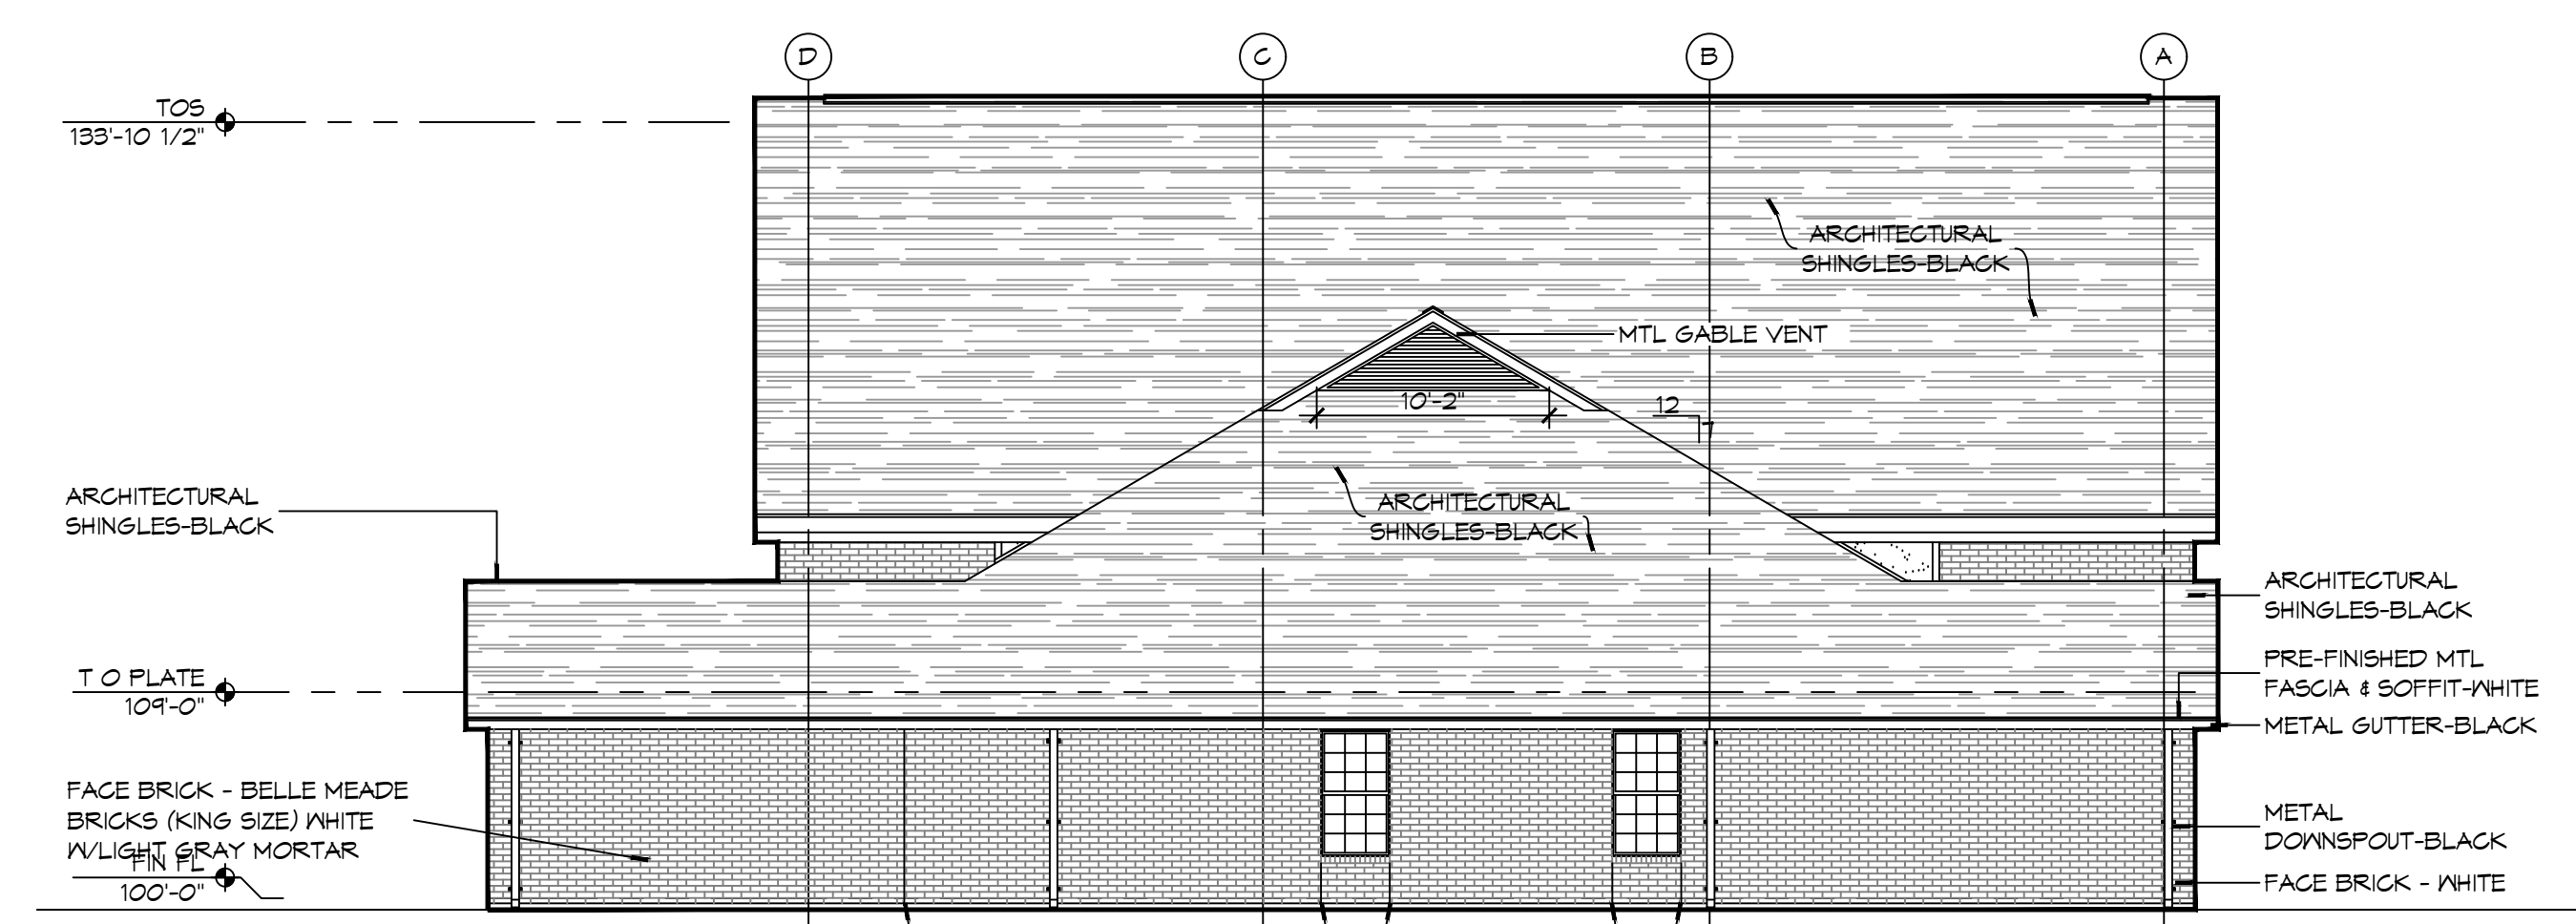 D
C
B
A
TOS
133'-10 1/2"
ARCHITECTURAL
SHINGLES-BLACK
MTL GABLE VENT
10'-2"
12
7
ARCHITECTURAL
SHINGLES-BLACK
ARCHITECTURAL
SHINGLES-BLACK
ARCHITECTURAL
SHINGLES-BLACK
T O PLATE
109'-0"
PRE-FINISHED MTL
FASCIA & SOFFIT-WHITE
METAL GUTTER-BLACK
FACE BRICK - BELLE MEADE
BRICKS (KING SIZE) WHITE
W/LIGHT GRAY MORTAR
FIN FL
100'-0"
METAL
DOWNSPOUT-BLACK
FACE BRICK - WHITE